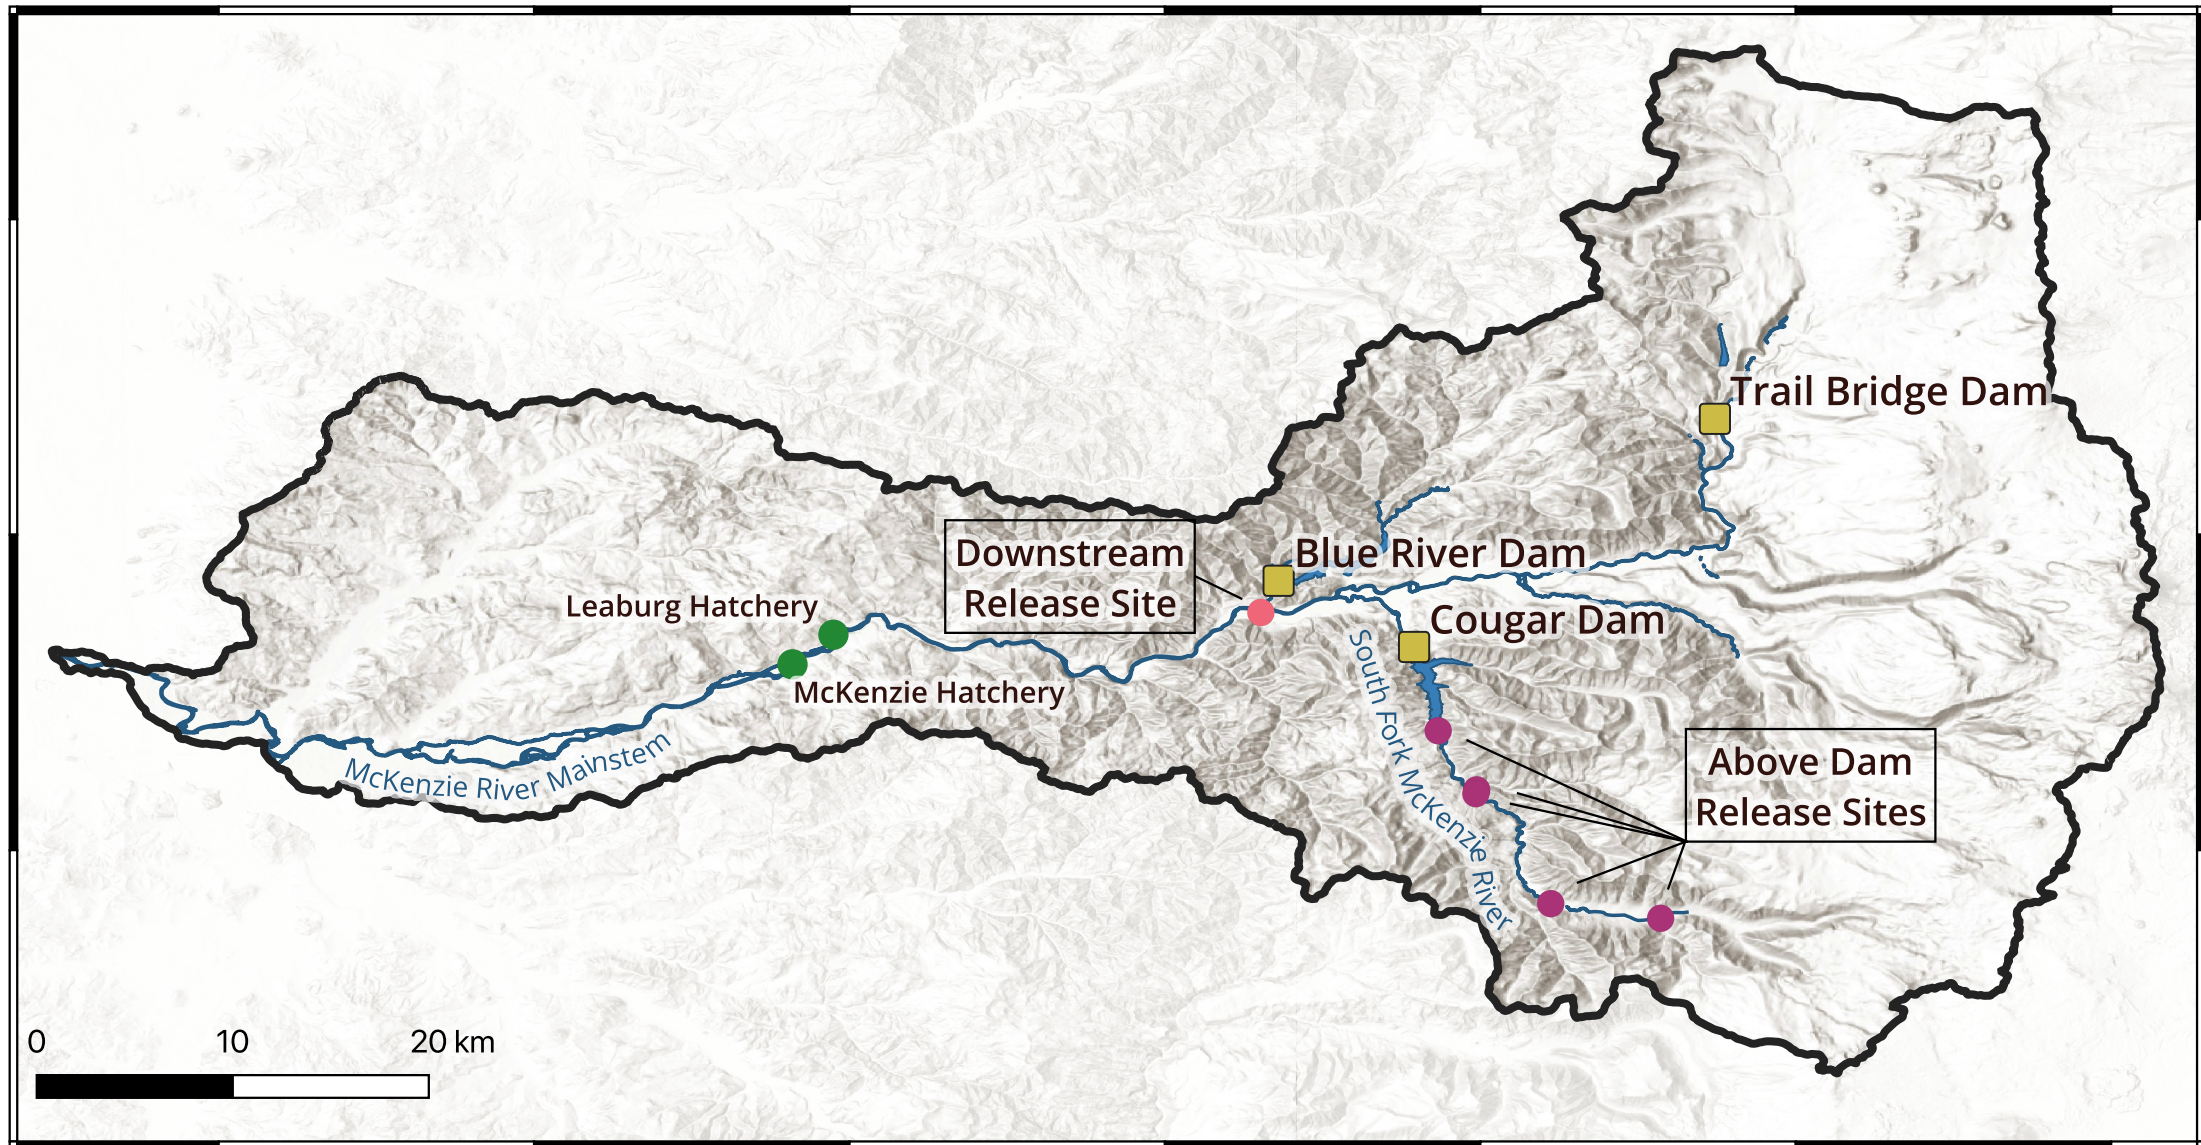 Trail Bridge Dam
Downstream
Release Site
Blue River Dam
Leaburg Hatchery
Cougar Dam
McKenzie Hatchery
South Fork McKenzie River
McKenzie River Mainstem
Above Dam
Release Sites
0 10 20 km